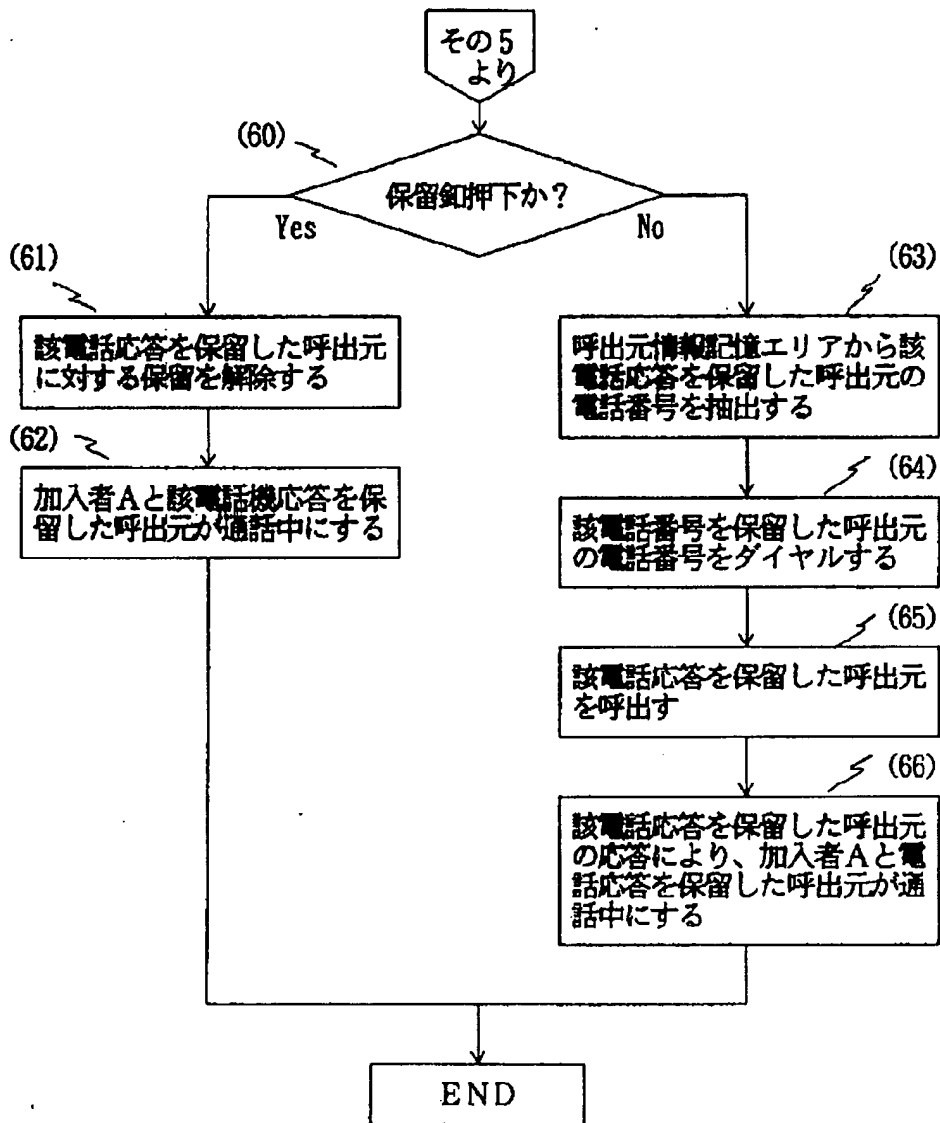 その5
より
(60)
保留釦押下か?
Yes
No
(61)
該電話応答を保留した呼出元
に対する保留を解除する
(62)
加入者Aと該電話機応答を保
留した呼出元が通話中にする
(63)
呼出元情報記憶エリアから該
電話応答を保留した呼出元の
電話番号を抽出する
(64)
該電話番号を保留した呼出元
の電話番号をダイヤルする
(65)
該電話応答を保留した呼出元
を呼出す
(66)
該電話応答を保留した呼出元
の応答により、加入者Aと電
話応答を保留した呼出元が通
話中にする
END